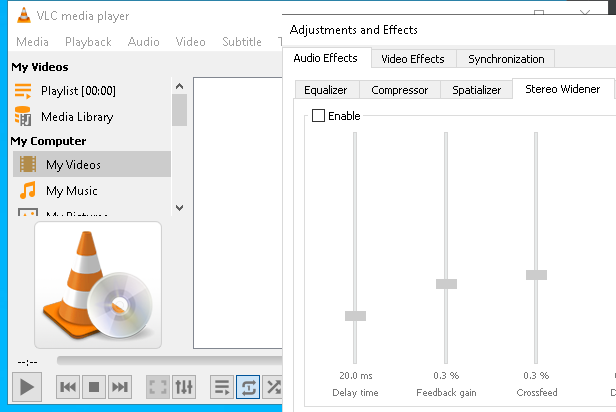 VLC media player
Media Playback Audio Video Subtitle
My Videos
Playlist [00:00]
Media Library
My Computer
My Videos
My Music
My Pictures
--:--
Adjustments and Effects
Audio Effects Video Effects Synchronization
Equalizer Compressor Spatializer Stereo Widener
Enable
20.0 ms 0.3 % 0.3 %
Delay time Feedback gain Crossfeed